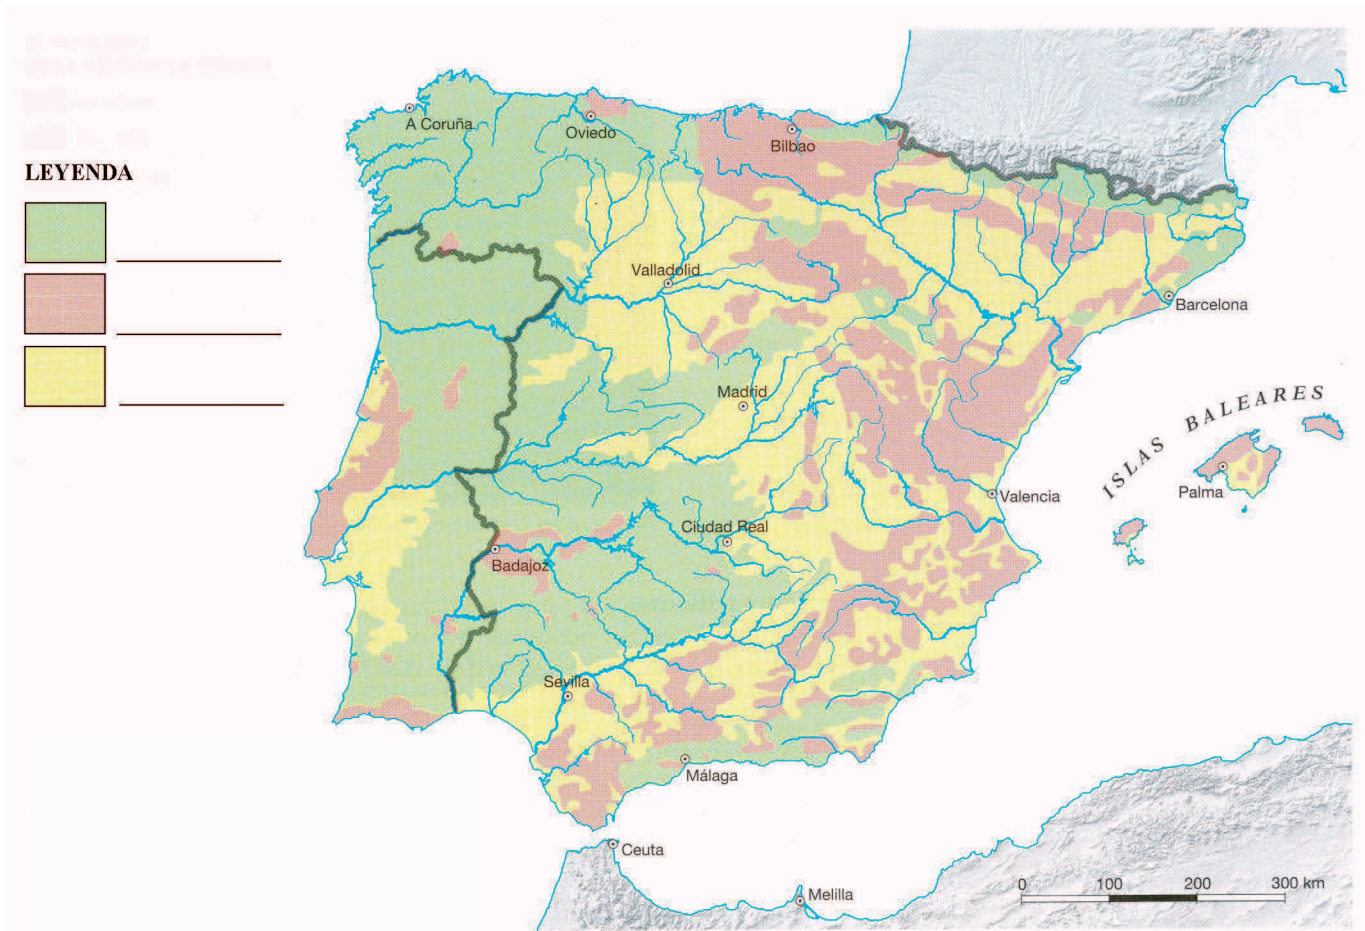 LEYENDA
A Coruña
Oviedo
Bilbao
Valladolid
Barcelona
Madrid
ISLAS BALEARES
Palma
Valencia
Ciudad Real
Badajoz
Sevilla
Málaga
Ceuta
Melilla
0 100 200 300 km